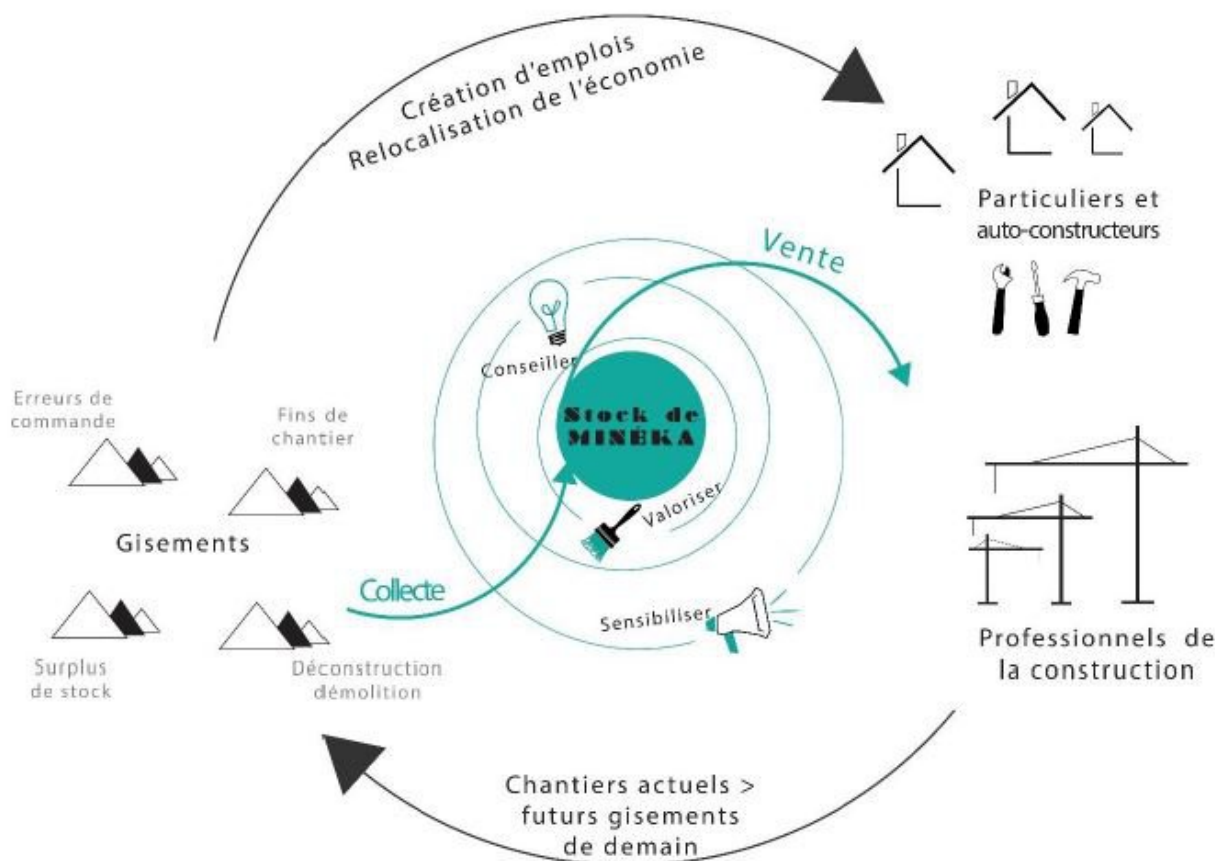 Création d'emplois
Relocalisation de l'économie
Particuliers et
auto-constructeurs
Vente
Conseiller
Stock de
MINÉKA
Valoriser
Erreurs de
commande
Fins de
chantier
Gisements
Collecte
Sensibiliser
Surplus
de stock
Déconstruction
démolition
Professionnels de
la construction
Chantiers actuels >
futurs gisements
de demain